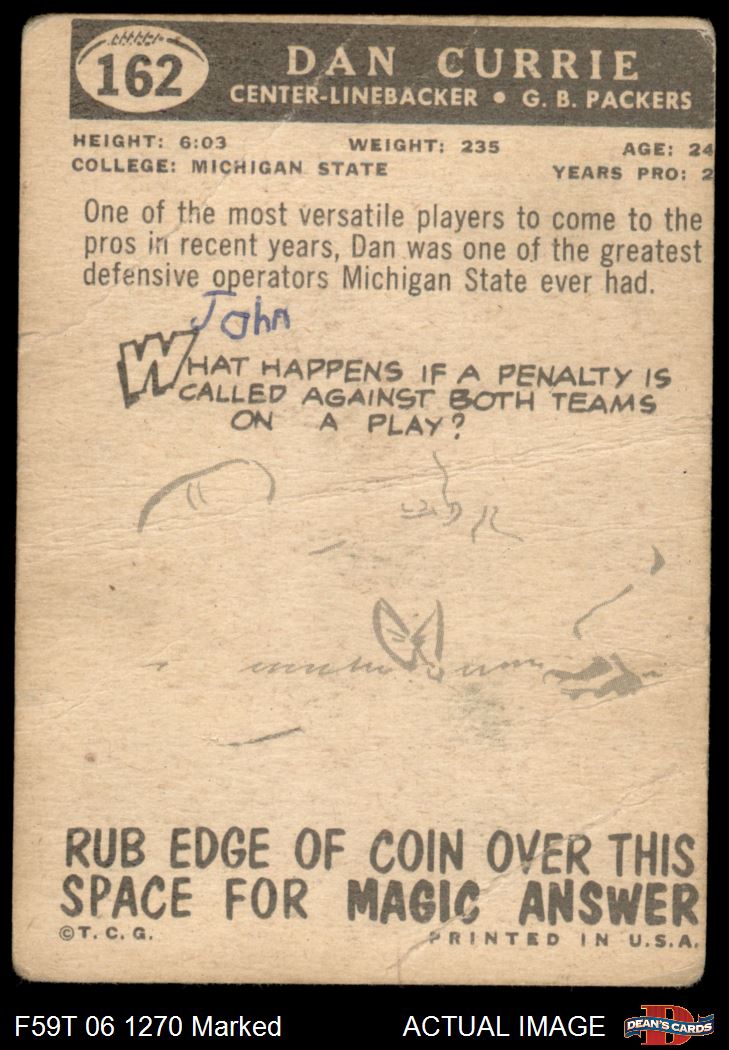 162
DAN CURRIE
CENTER-LINEBACKER • G. B. PACKERS
HEIGHT: 6:03 WEIGHT: 235 AGE: 24
COLLEGE: MICHIGAN STATE YEARS PRO: 2
One of the most versatile players to come to the
pros in recent years, Dan was one of the greatest
defensive operators Michigan State ever had.
John
WHAT HAPPENS IF A PENALTY IS
CALLED AGAINST BOTH TEAMS
ON A PLAY?
RUB EDGE OF COIN OVER THIS
SPACE FOR MAGIC ANSWER
©T. C. G. PRINTED IN U.S.A.
F59T 06 1270 Marked ACTUAL IMAGE
DEAN'S CARDS